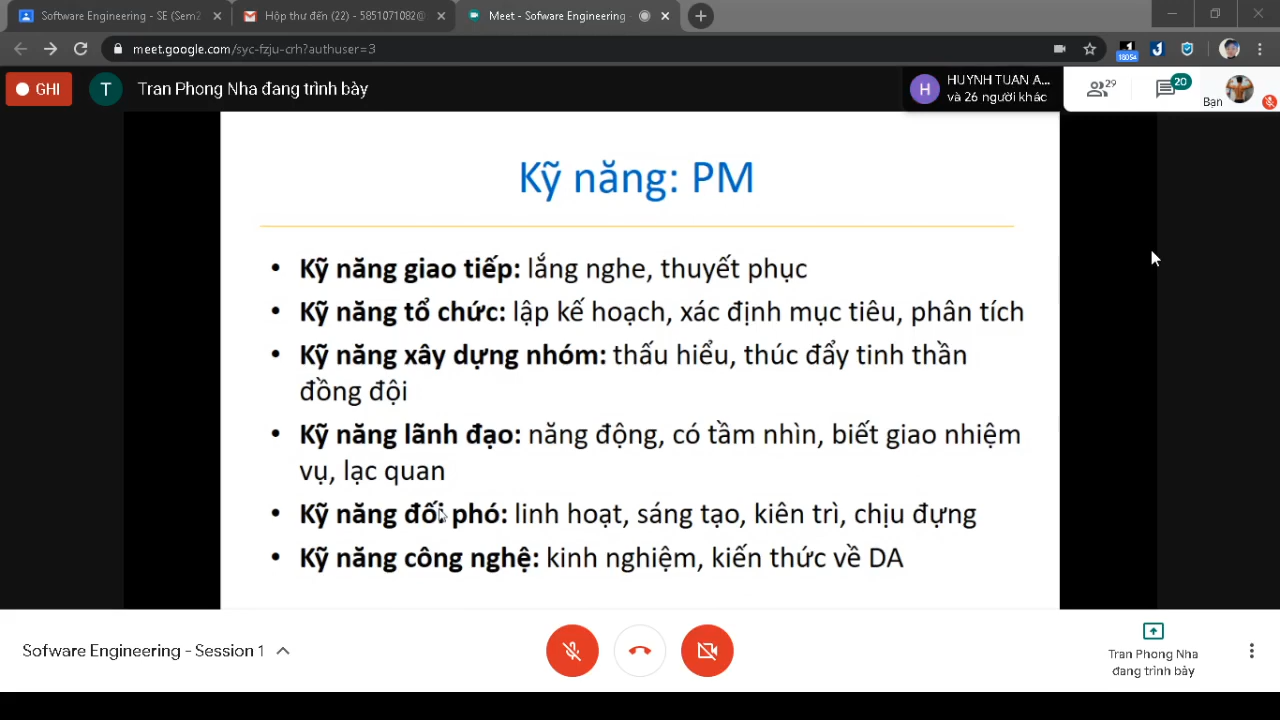 Software Engineering - SE (Sem2
Hộp thư đến (22) - 5851071082@
Meet - Sofware Engineering
meet.google.com/syc-fzju-crh?authuser=3
18054
GHI
T
Tran Phong Nha đang trình bày
H
HUYNH TUAN A...
và 26 người khác
29
20
Bạn
Kỹ năng: PM
• Kỹ năng giao tiếp: lắng nghe, thuyết phục
• Kỹ năng tổ chức: lập kế hoạch, xác định mục tiêu, phân tích
• Kỹ năng xây dựng nhóm: thấu hiểu, thúc đẩy tinh thần
đồng đội
• Kỹ năng lãnh đạo: năng động, có tầm nhìn, biết giao nhiệm
vụ, lạc quan
• Kỹ năng đối phó: linh hoạt, sáng tạo, kiên trì, chịu đựng
• Kỹ năng công nghệ: kinh nghiệm, kiến thức về DA
Sofware Engineering - Session 1
Tran Phong Nha
đang trình bày